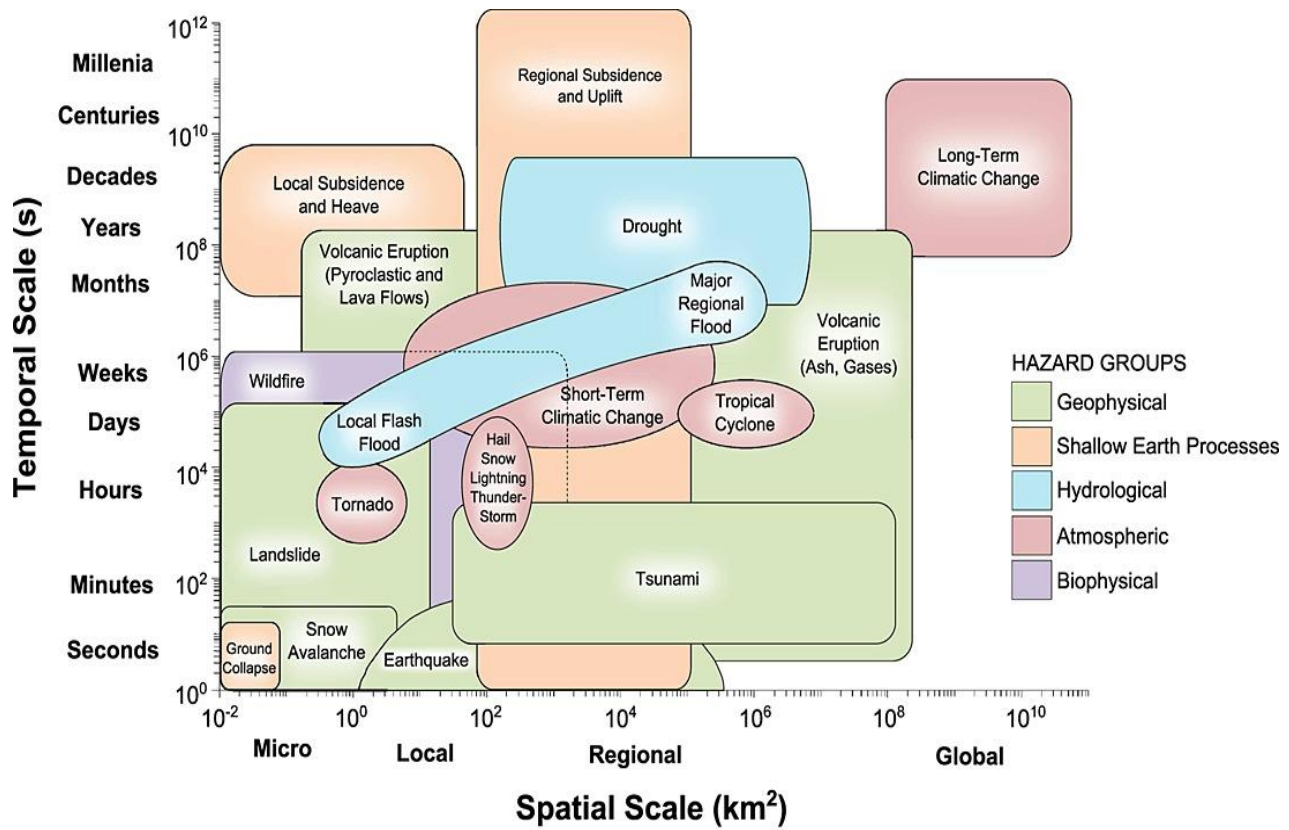 Temporal Scale (s)
Millenia
Centuries
Decades
Years
Months
Weeks
Days
Hours
Minutes
Seconds
10^12
10^10
10^8
10^6
10^4
10^2
10^0
Regional Subsidence
and Uplift
Long-Term
Climatic Change
Local Subsidence
and Heave
Drought
Volcanic Eruption
(Pyroclastic and
Lava Flows)
Major
Regional
Flood
Volcanic
Eruption
(Ash, Gases)
Wildfire
Short-Term
Climatic Change
Tropical
Cyclone
Local Flash
Flood
Hail
Snow
Lightning
Thunder-
Storm
Tornado
Landslide
Tsunami
Snow
Avalanche
Ground
Collapse
Earthquake
HAZARD GROUPS
Geophysical
Shallow Earth Processes
Hydrological
Atmospheric
Biophysical
10^-2 10^0 10^2 10^4 10^6 10^8 10^10
Micro Local Regional Global
Spatial Scale (km²)